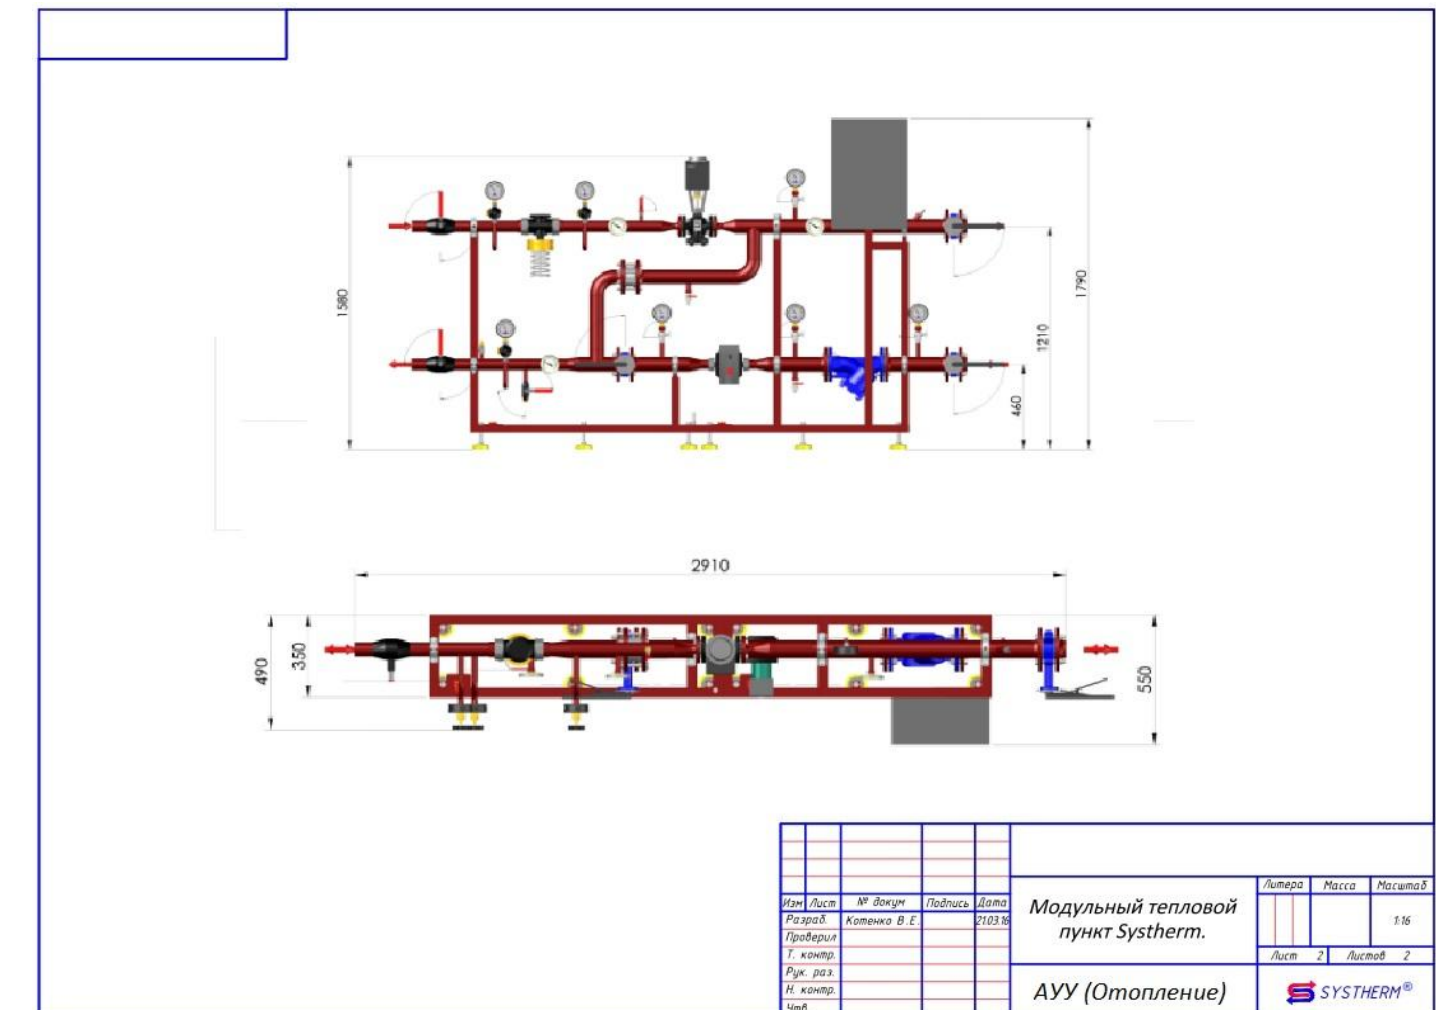 1580
1790
1210
460
2910
490
350
550
Изм Лист № докум Подпись Дата
Разраб. Котенко В.Е. 21.03.16
Проверил
Т. контр.
Рук. раз.
Н. контр.
Утв.
Модульный тепловой
пункт Systherm.
АУУ (Отопление)
Литера Масса Масштаб
1:16
Лист 2 Листов 2
SYSTHERM®